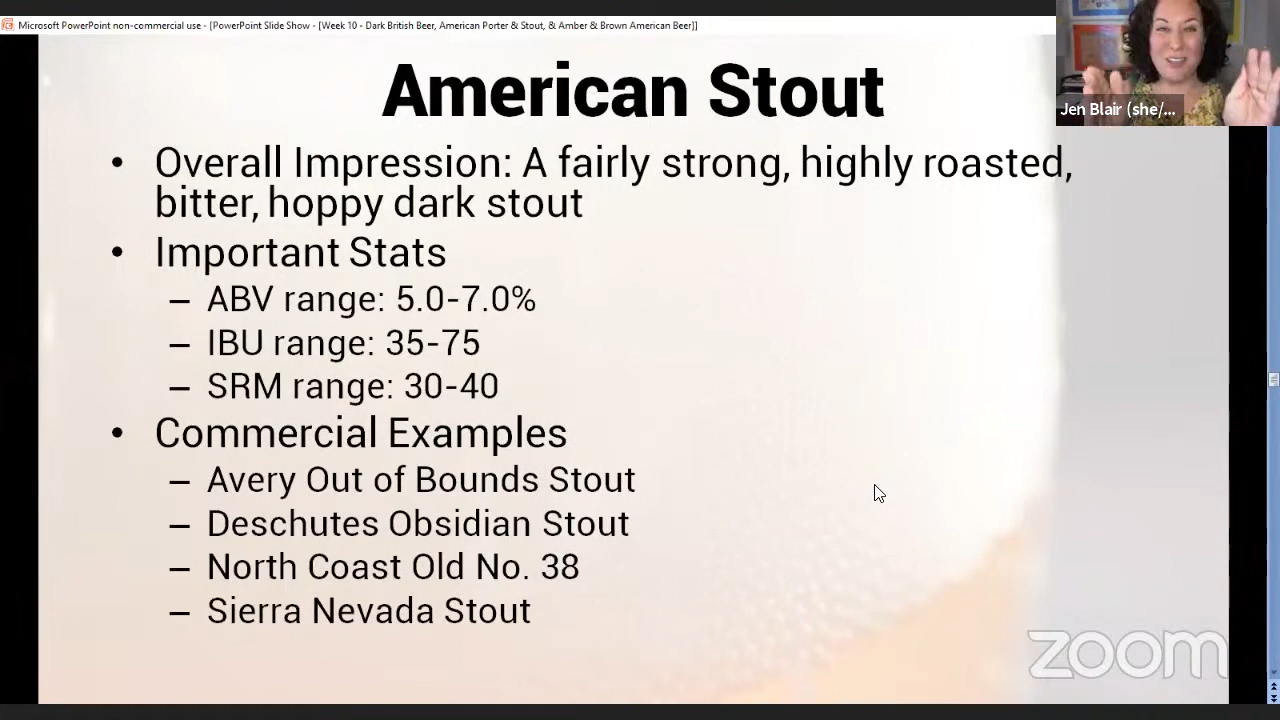 Microsoft PowerPoint non-commercial use - [PowerPoint Slide Show - [Week 10 - Dark British Beer, American Porter & Stout, & Amber & Brown American Beer]]
American Stout
Jen Blair (she/...
• Overall Impression: A fairly strong, highly roasted,
bitter, hoppy dark stout
• Important Stats
– ABV range: 5.0-7.0%
– IBU range: 35-75
– SRM range: 30-40
• Commercial Examples
– Avery Out of Bounds Stout
– Deschutes Obsidian Stout
– North Coast Old No. 38
– Sierra Nevada Stout
zoom